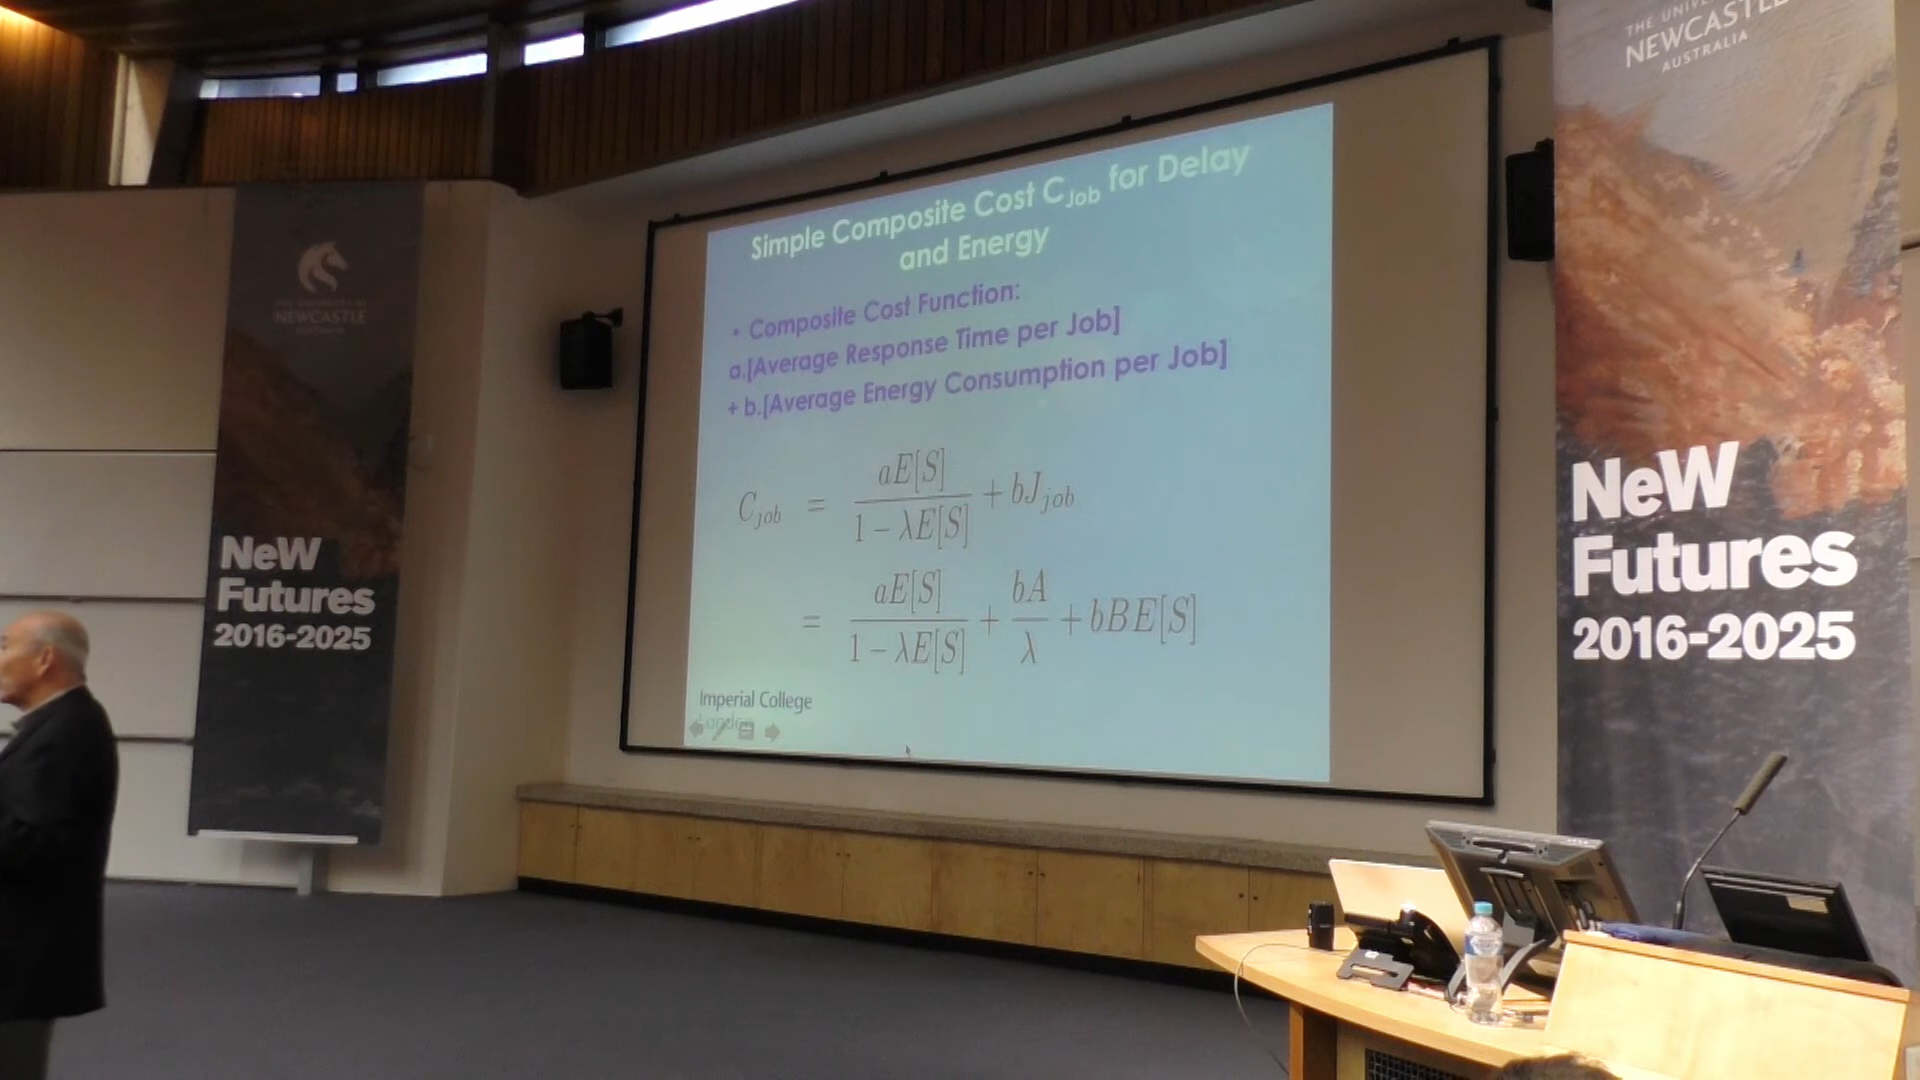 THE UNIVE
NEWCASTLE
AUSTRALIA
NEWCASTLE
NeW
Futures
2016-2025
Simple Composite Cost C_Job for Delay
and Energy
• Composite Cost Function:
a.[Average Response Time per Job]
+ b.[Average Energy Consumption per Job]
C_job = aE[S] / (1 − λE[S]) + bJ_job
= aE[S] / (1 − λE[S]) + bA / λ + bBE[S]
Imperial College
London
NeW
Futures
2016-2025